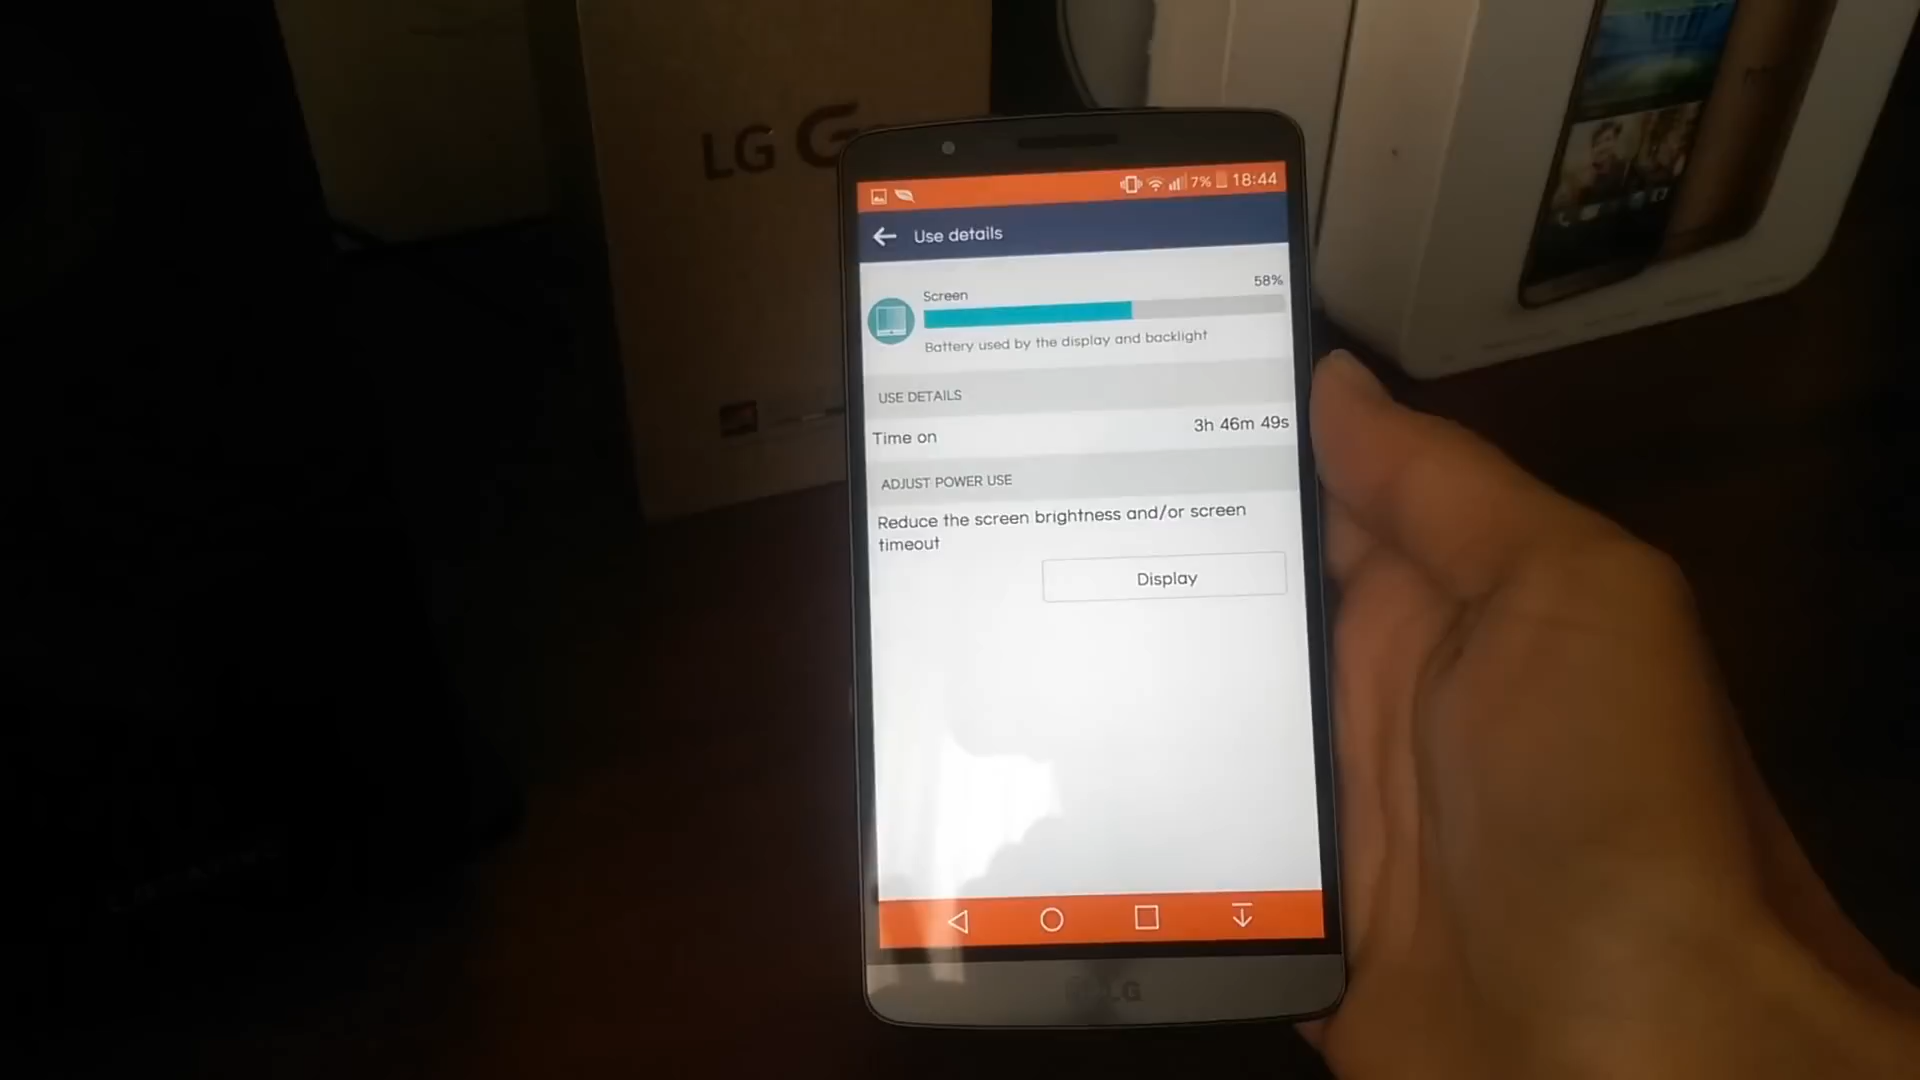 LG G
7% 18:44
Use details
Screen 58%
Battery used by the display and backlight
USE DETAILS
Time on 3h 46m 49s
ADJUST POWER USE
Reduce the screen brightness and/or screen
timeout
Display
LG